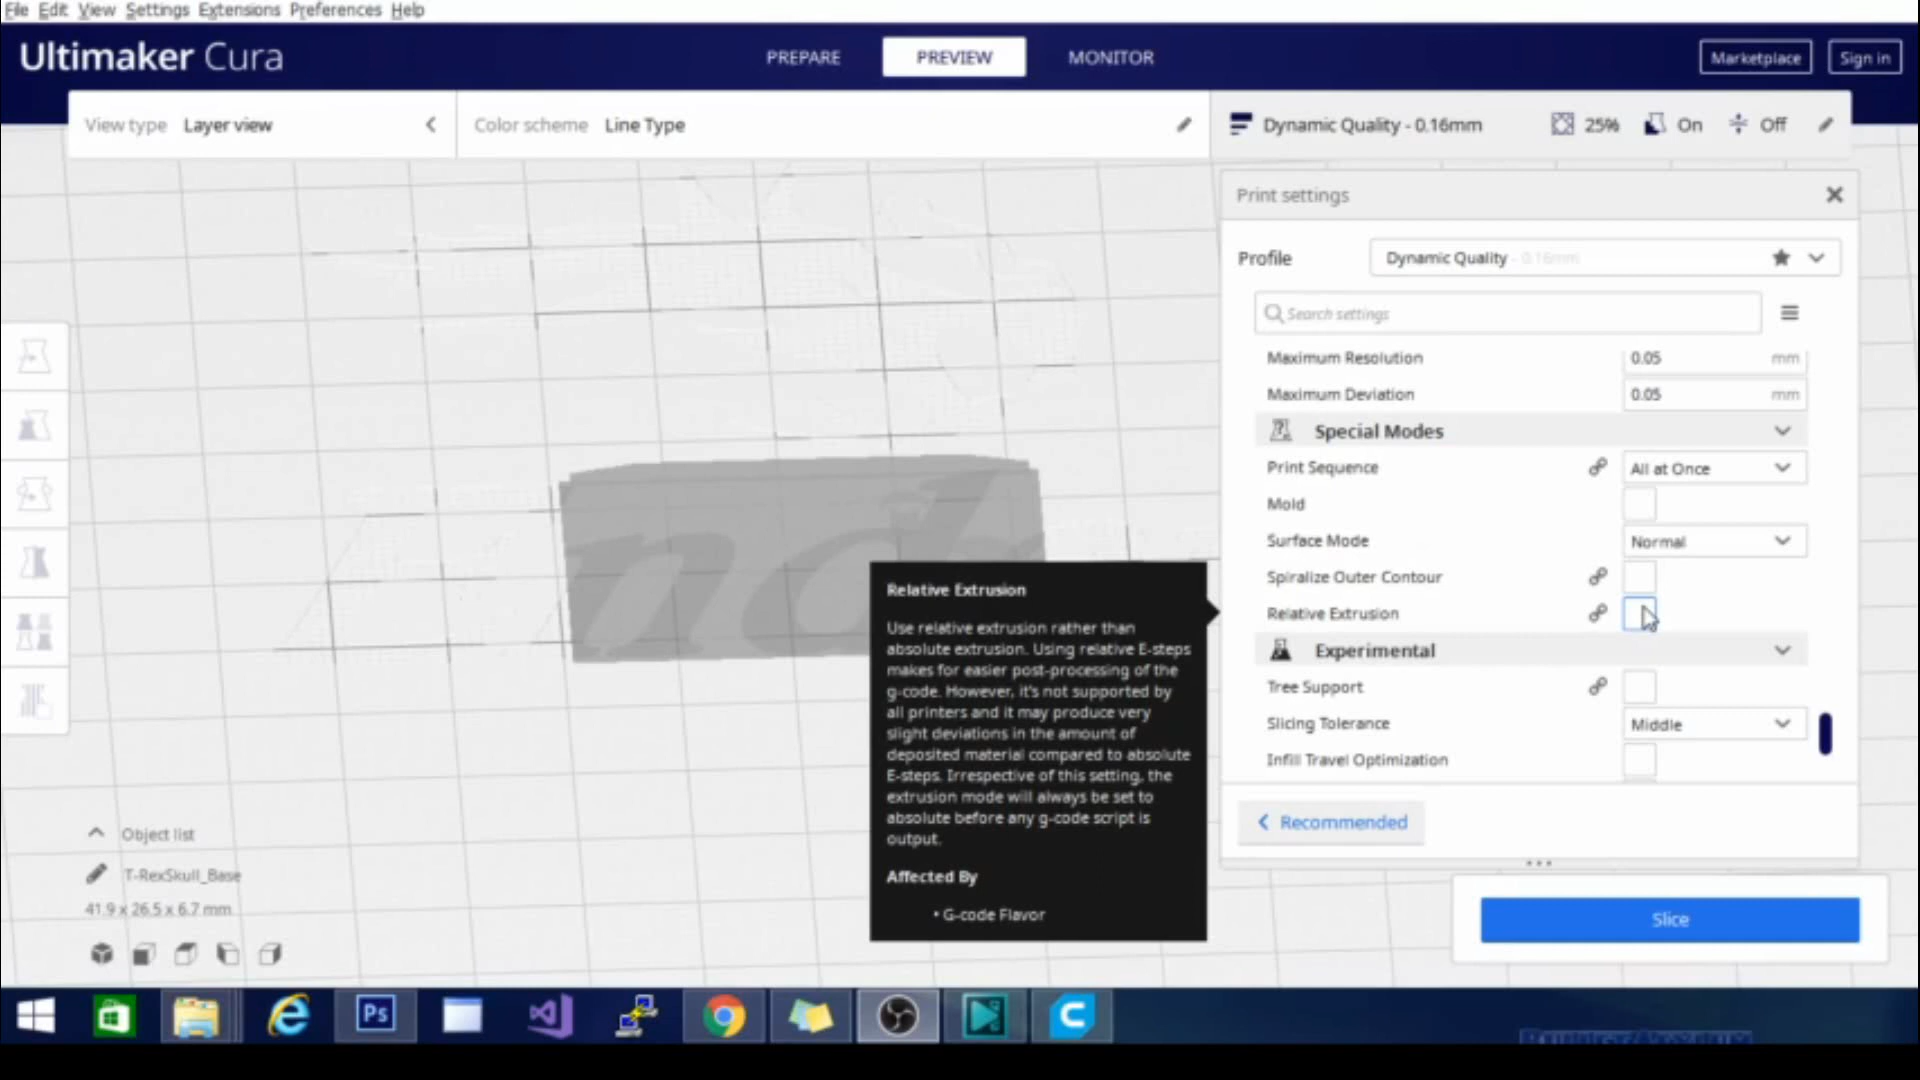 File Edit View Settings Extensions Preferences Help
Ultimaker Cura
PREPARE
PREVIEW
MONITOR
Marketplace
Sign in
View type Layer view
Color scheme Line Type
Dynamic Quality - 0.16mm
25%
On
Off
Print settings
Profile
Dynamic Quality - 0.16mm
Search settings
Maximum Resolution 0.05 mm
Maximum Deviation 0.05 mm
Special Modes
Print Sequence All at Once
Mold
Surface Mode Normal
Spiralize Outer Contour
Relative Extrusion
Experimental
Tree Support
Slicing Tolerance Middle
Infill Travel Optimization
Recommended
Slice
Relative Extrusion
Use relative extrusion rather than
absolute extrusion. Using relative E-steps
makes for easier post-processing of the
g-code. However, it's not supported by
all printers and it may produce very
slight deviations in the amount of
deposited material compared to absolute
E-steps. Irrespective of this setting, the
extrusion mode will always be set to
absolute before any g-code script is
output.
Affected By
• G-code Flavor
Object list
T-RexSkull_Base
41.9 x 26.5 x 6.7 mm
Ps